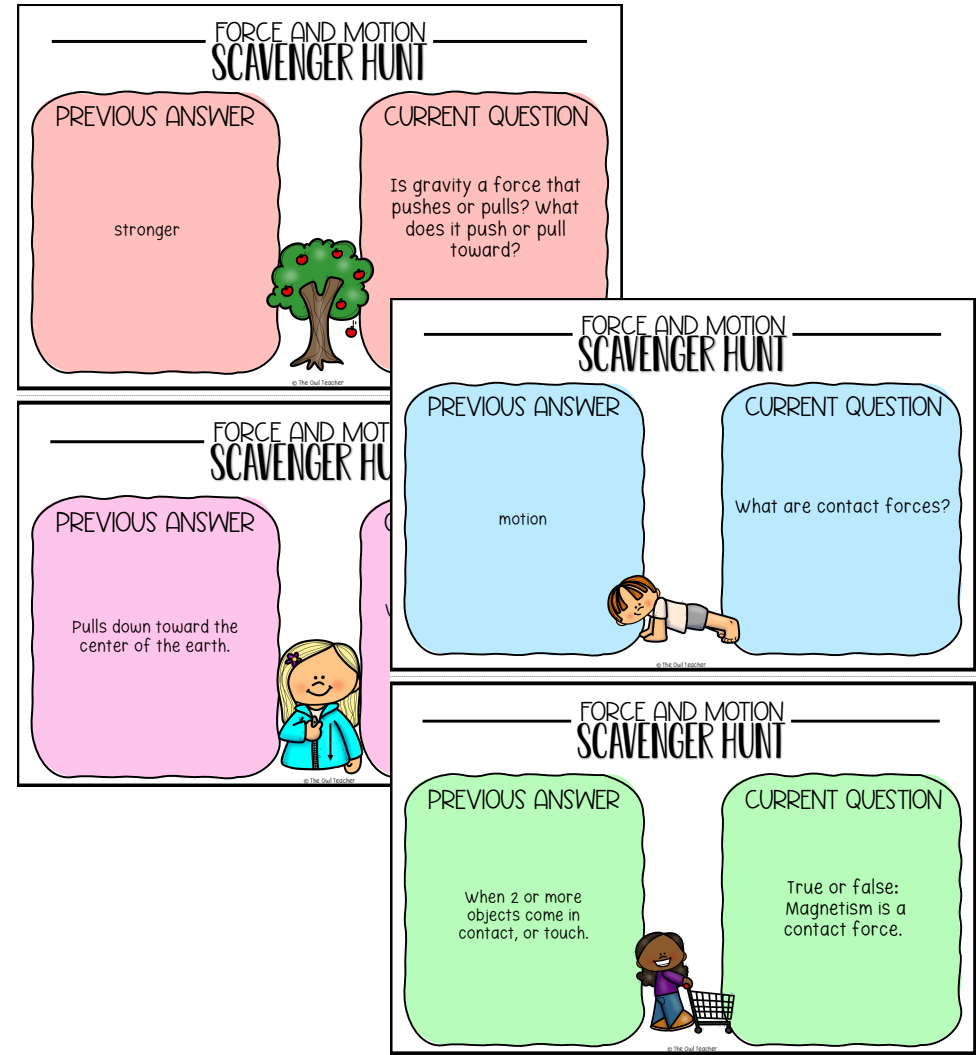 FORCE AND MOTION
SCAVENGER HUNT
PREVIOUS ANSWER
stronger
CURRENT QUESTION
Is gravity a force that
pushes or pulls? What
does it push or pull
toward?
© The Owl Teacher
FORCE AND MOTION
SCAVENGER HUNT
PREVIOUS ANSWER
motion
CURRENT QUESTION
What are contact forces?
© The Owl Teacher
FORCE AND MOT
SCAVENGER HU
PREVIOUS ANSWER
Pulls down toward the
center of the earth.
© The Owl Teacher
FORCE AND MOTION
SCAVENGER HUNT
PREVIOUS ANSWER
When 2 or more
objects come in
contact, or touch.
CURRENT QUESTION
True or false:
Magnetism is a
contact force.
© The Owl Teacher